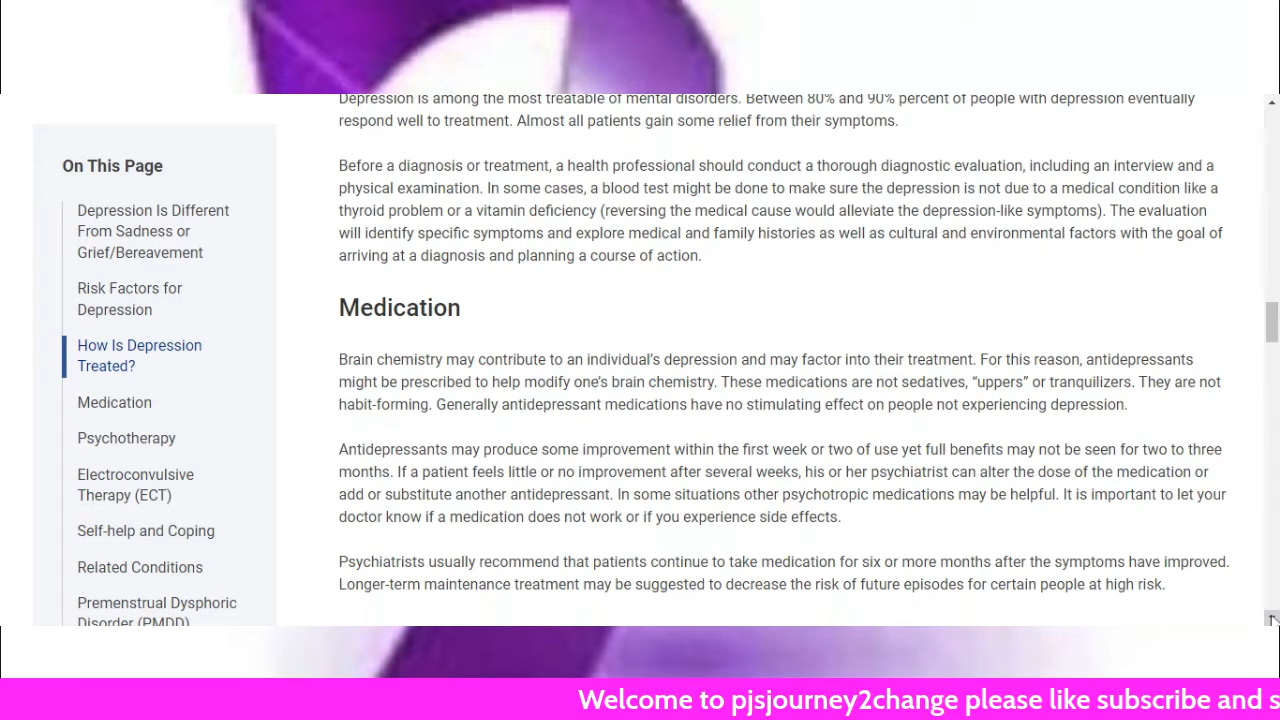 Depression is among the most treatable of mental disorders. Between 80% and 90% percent of people with depression eventually
respond well to treatment. Almost all patients gain some relief from their symptoms.
On This Page
Depression Is Different
From Sadness or
Grief/Bereavement
Risk Factors for
Depression
How Is Depression
Treated?
Medication
Psychotherapy
Electroconvulsive
Therapy (ECT)
Self-help and Coping
Related Conditions
Premenstrual Dysphoric
Disorder (PMDD)
Before a diagnosis or treatment, a health professional should conduct a thorough diagnostic evaluation, including an interview and a
physical examination. In some cases, a blood test might be done to make sure the depression is not due to a medical condition like a
thyroid problem or a vitamin deficiency (reversing the medical cause would alleviate the depression-like symptoms). The evaluation
will identify specific symptoms and explore medical and family histories as well as cultural and environmental factors with the goal of
arriving at a diagnosis and planning a course of action.
Medication
Brain chemistry may contribute to an individual’s depression and may factor into their treatment. For this reason, antidepressants
might be prescribed to help modify one’s brain chemistry. These medications are not sedatives, “uppers” or tranquilizers. They are not
habit-forming. Generally antidepressant medications have no stimulating effect on people not experiencing depression.
Antidepressants may produce some improvement within the first week or two of use yet full benefits may not be seen for two to three
months. If a patient feels little or no improvement after several weeks, his or her psychiatrist can alter the dose of the medication or
add or substitute another antidepressant. In some situations other psychotropic medications may be helpful. It is important to let your
doctor know if a medication does not work or if you experience side effects.
Psychiatrists usually recommend that patients continue to take medication for six or more months after the symptoms have improved.
Longer-term maintenance treatment may be suggested to decrease the risk of future episodes for certain people at high risk.
Welcome to pjsjourney2change please like subscribe and s